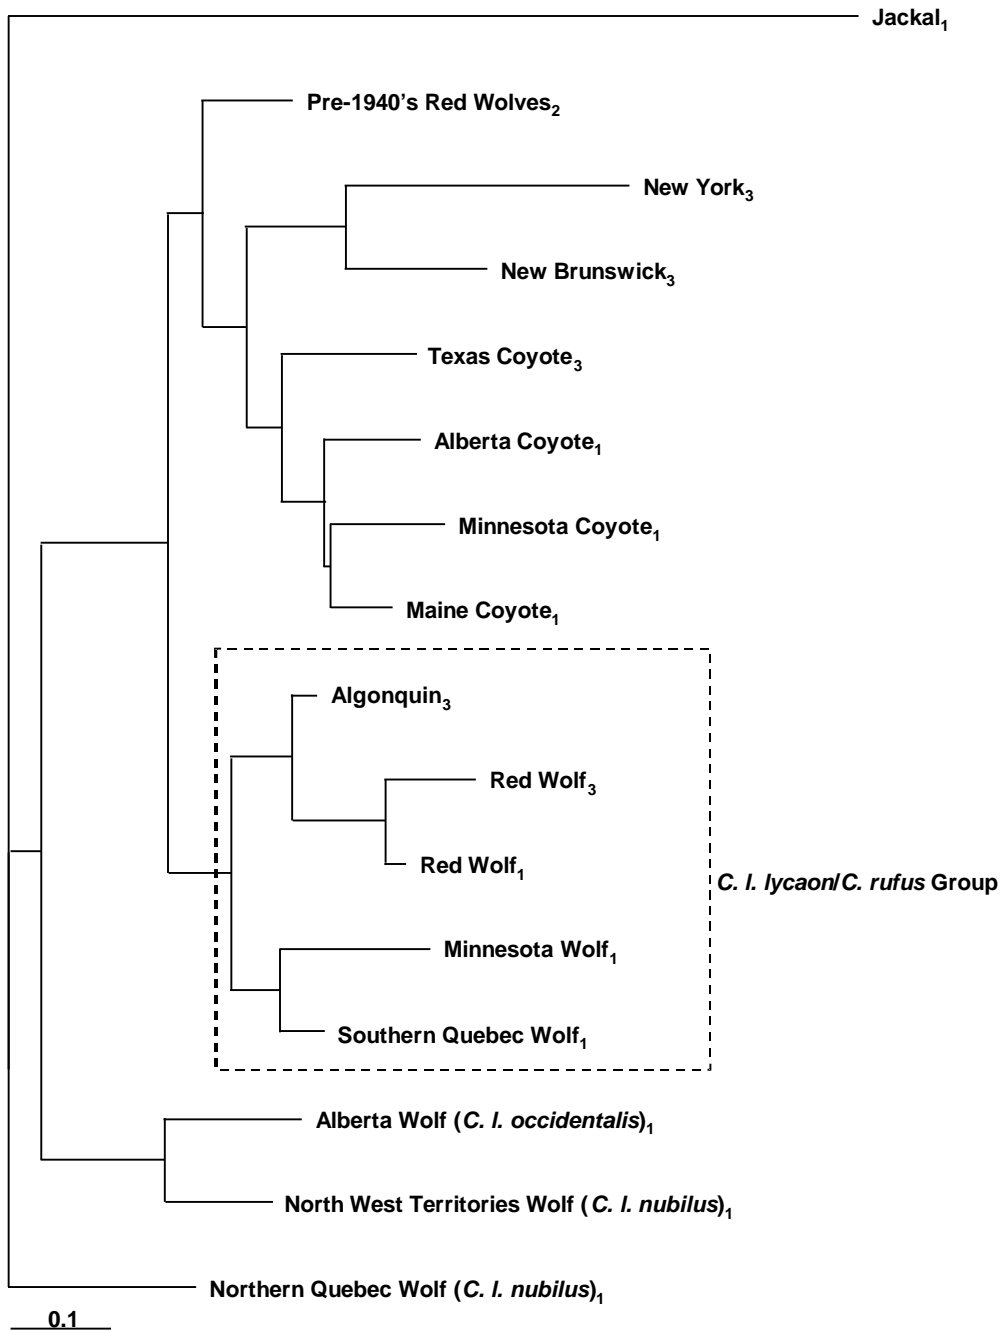 Jackal₁
Pre-1940's Red Wolves₂
New York₃
New Brunswick₃
Texas Coyote₃
Alberta Coyote₁
Minnesota Coyote₁
Maine Coyote₁
Algonquin₃
Red Wolf₃
Red Wolf₁
C. l. lycaon/C. rufus Group
Minnesota Wolf₁
Southern Quebec Wolf₁
Alberta Wolf (C. l. occidentalis)₁
North West Territories Wolf (C. l. nubilus)₁
Northern Quebec Wolf (C. l. nubilus)₁
0.1